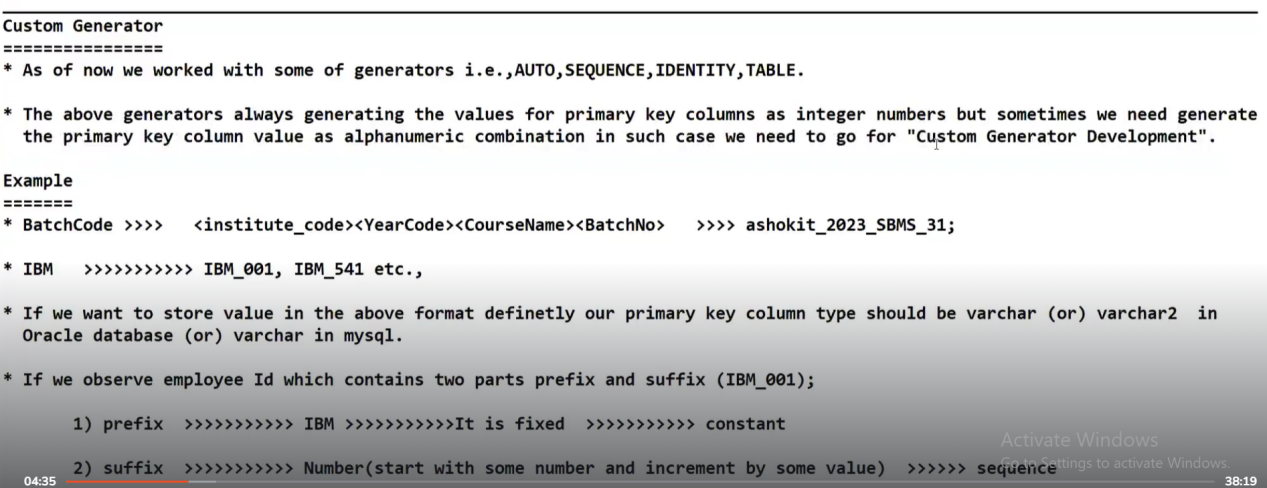 Custom Generator
================
* As of now we worked with some of generators i.e.,AUTO,SEQUENCE,IDENTITY,TABLE.
* The above generators always generating the values for primary key columns as integer numbers but sometimes we need generate
the primary key column value as alphanumeric combination in such case we need to go for "Custom Generator Development".
Example
=======
* BatchCode >>>> <institute_code><YearCode><CourseName><BatchNo> >>>> ashokit_2023_SBMS_31;
* IBM >>>>>>>>>>> IBM_001, IBM_541 etc.,
* If we want to store value in the above format definetly our primary key column type should be varchar (or) varchar2 in
Oracle database (or) varchar in mysql.
* If we observe employee Id which contains two parts prefix and suffix (IBM_001);
1) prefix >>>>>>>>>>> IBM >>>>>>>>>>>It is fixed >>>>>>>>>>> constant
Activate Windows
2) suffix >>>>>>>>>>> Number(start with some number and increment by some value) >>>>>> sequence
Go to Settings to activate Windows.
04:35 38:19